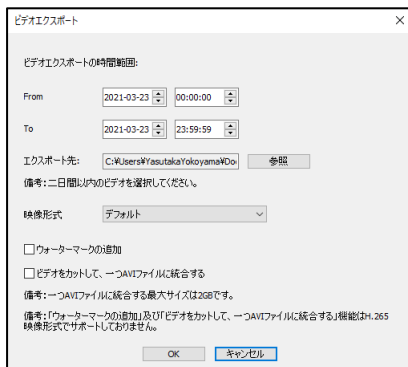 ビデオエクスポート
ビデオエクスポートの時間範囲:
From 2021-03-23 00:00:00
To 2021-03-23 23:59:59
エクスポート先: C:¥Users¥YasutakaYokoyama¥Do 参照
備考:二日間以内のビデオを選択してください。
映像形式 デフォルト
ウォーターマークの追加
ビデオをカットして、一つAVIファイルに統合する
備考:一つAVIファイルに統合する最大サイズは2GBです。
備考:「ウォーターマークの追加」及び「ビデオをカットして、一つAVIファイルに統合する」機能はH.265
映像形式でサポートしておりません。
OK キャンセル